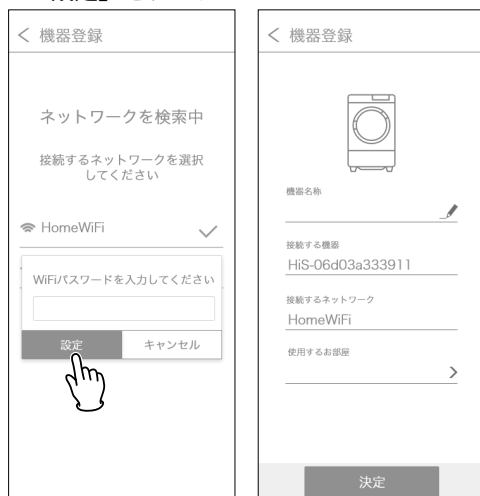 機器登録
ネットワークを検索中
接続するネットワークを選択
してください
HomeWiFi
WiFiパスワードを入力してください
設定
キャンセル
機器登録
機器名称
接続する機器
HiS-06d03a333911
接続するネットワーク
HomeWiFi
使用するお部屋
決定